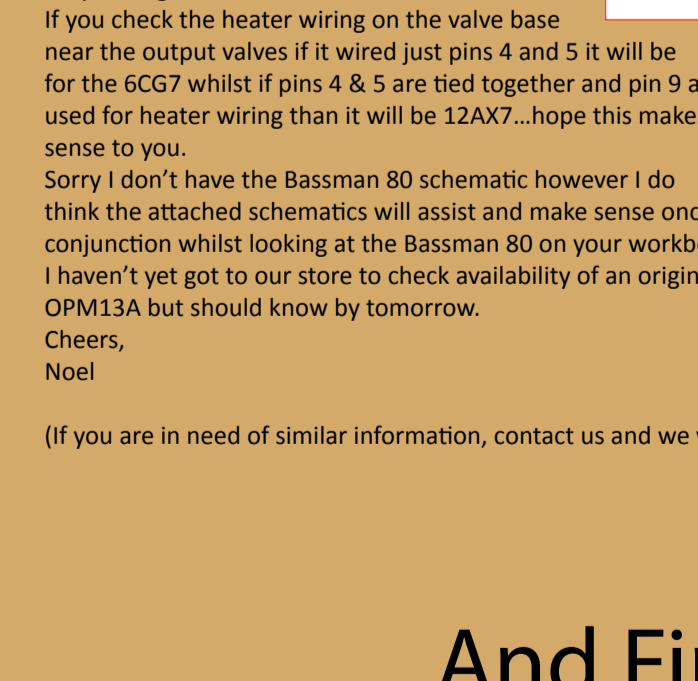 If you check the heater wiring on the valve base
near the output valves if it wired just pins 4 and 5 it will be
for the 6CG7 whilst if pins 4 & 5 are tied together and pin 9 a
used for heater wiring than it will be 12AX7...hope this make
sense to you.
Sorry I don't have the Bassman 80 schematic however I do
think the attached schematics will assist and make sense onc
conjunction whilst looking at the Bassman 80 on your workb
I haven't yet got to our store to check availability of an origin
OPM13A but should know by tomorrow.
Cheers,
Noel
(If you are in need of similar information, contact us and we
And Fi